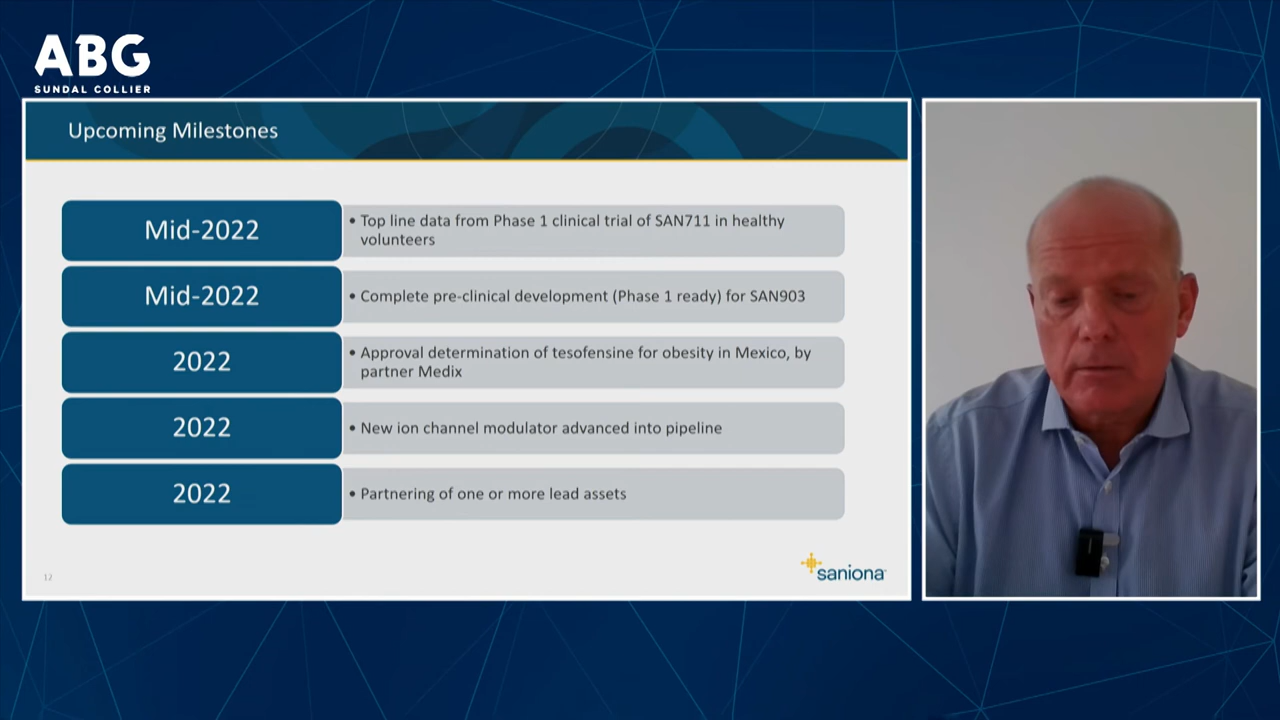 ABG
SUNDAL COLLIER
Upcoming Milestones
Mid-2022
• Top line data from Phase 1 clinical trial of SAN711 in healthy
volunteers
Mid-2022
• Complete pre-clinical development (Phase 1 ready) for SAN903
2022
• Approval determination of tesofensine for obesity in Mexico, by
partner Medix
2022
• New ion channel modulator advanced into pipeline
2022
• Partnering of one or more lead assets
12
saniona